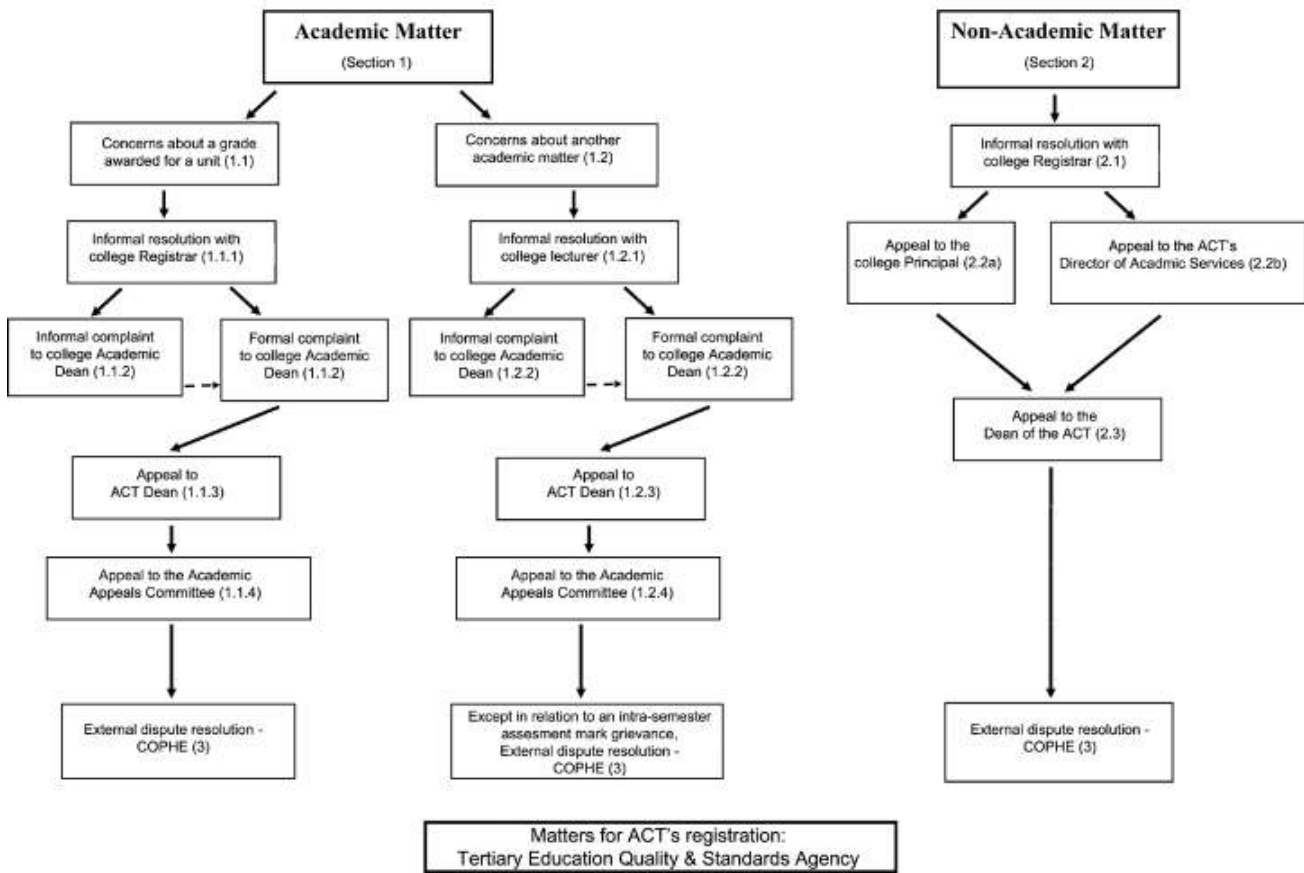 Academic Matter
(Section 1)
Non-Academic Matter
(Section 2)
Concerns about a grade
awarded for a unit (1.1)
Concerns about another
academic matter (1.2)
Informal resolution with
college Registrar (2.1)
Informal resolution with
college Registrar (1.1.1)
Informal resolution with
college lecturer (1.2.1)
Appeal to the
college Principal (2.2a)
Appeal to the ACT's
Director of Acadmic Services (2.2b)
Informal complaint
to college Academic
Dean (1.1.2)
Formal complaint
to college Academic
Dean (1.1.2)
Informal complaint
to college Academic
Dean (1.2.2)
Formal complaint
to college Academic
Dean (1.2.2)
Appeal to the
Dean of the ACT (2.3)
Appeal to
ACT Dean (1.1.3)
Appeal to
ACT Dean (1.2.3)
Appeal to the Academic
Appeals Committee (1.1.4)
Appeal to the Academic
Appeals Committee (1.2.4)
External dispute resolution -
COPHE (3)
Except in relation to an intra-semester
assesment mark grievance,
External dispute resolution -
COPHE (3)
External dispute resolution -
COPHE (3)
Matters for ACT's registration:
Tertiary Education Quality & Standards Agency